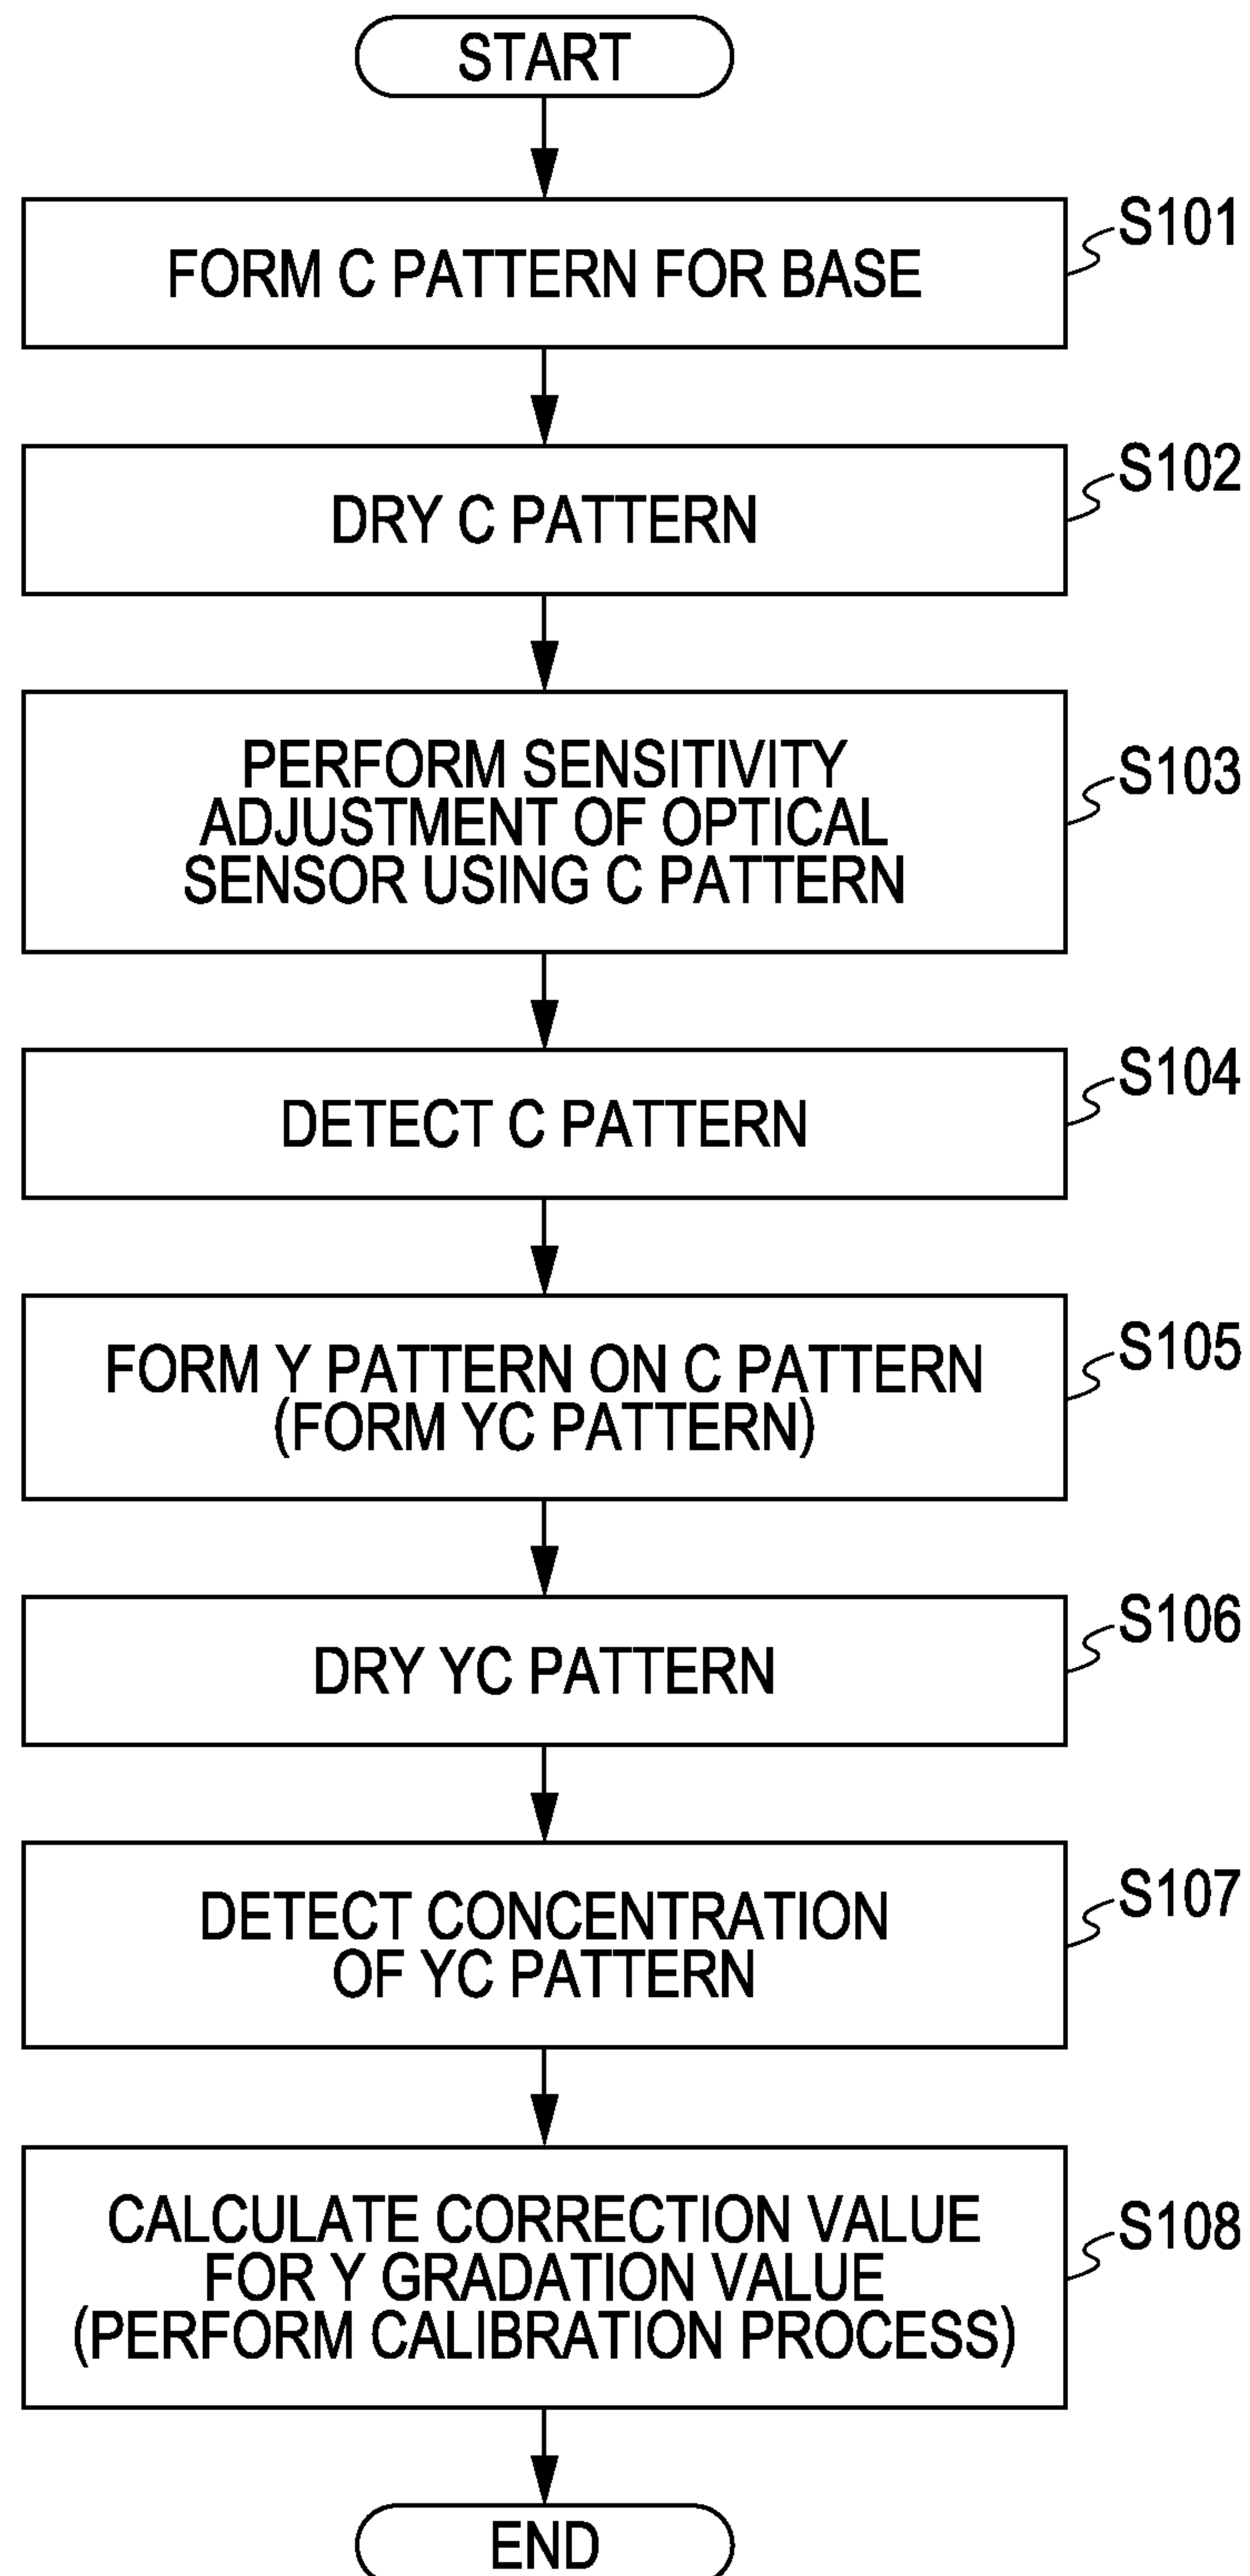 START
FORM C PATTERN FOR BASE
S101
DRY C PATTERN
S102
PERFORM SENSITIVITY
ADJUSTMENT OF OPTICAL
SENSOR USING C PATTERN
S103
DETECT C PATTERN
S104
FORM Y PATTERN ON C PATTERN
(FORM YC PATTERN)
S105
DRY YC PATTERN
S106
DETECT CONCENTRATION
OF YC PATTERN
S107
CALCULATE CORRECTION VALUE
FOR Y GRADATION VALUE
(PERFORM CALIBRATION PROCESS)
S108
END